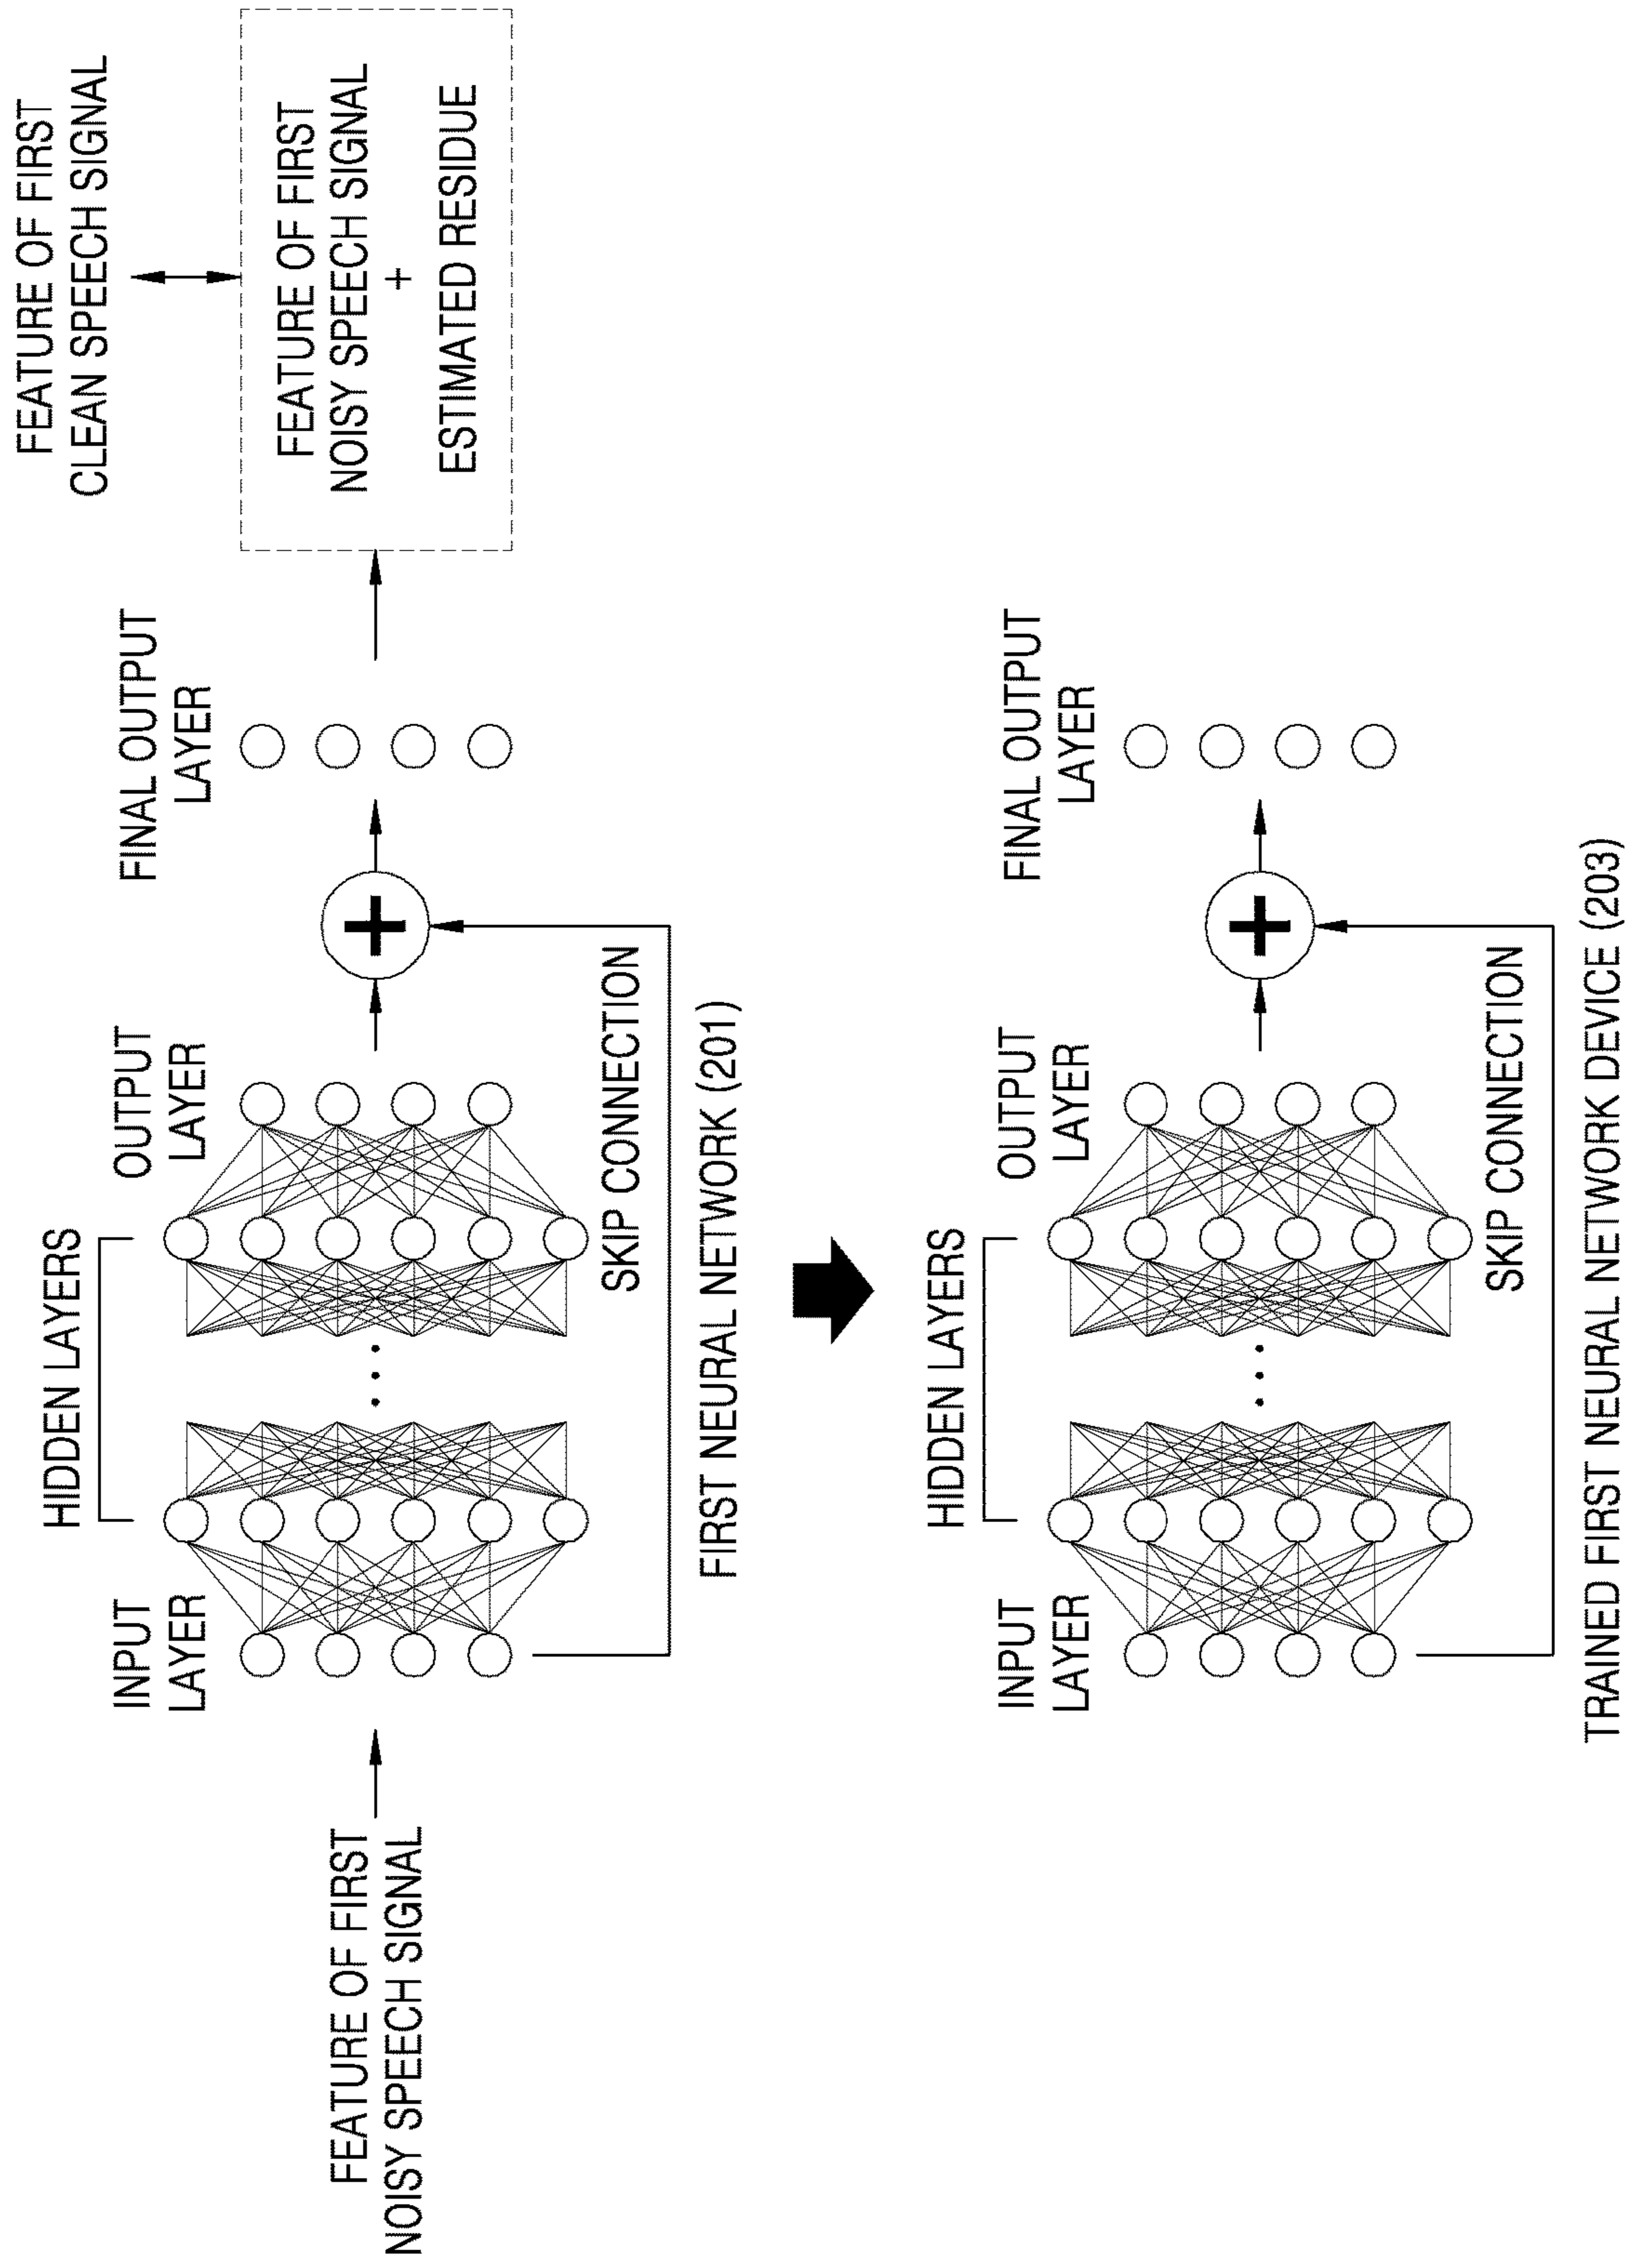 FEATURE OF FIRST
NOISY SPEECH SIGNAL
INPUT
LAYER
HIDDEN LAYERS
OUTPUT
LAYER
SKIP CONNECTION
+
FINAL OUTPUT
LAYER
FEATURE OF FIRST
CLEAN SPEECH SIGNAL
FEATURE OF FIRST
NOISY SPEECH SIGNAL
+
ESTIMATED RESIDUE
FIRST NEURAL NETWORK (201)
INPUT
LAYER
HIDDEN LAYERS
OUTPUT
LAYER
SKIP CONNECTION
+
FINAL OUTPUT
LAYER
TRAINED FIRST NEURAL NETWORK DEVICE (203)